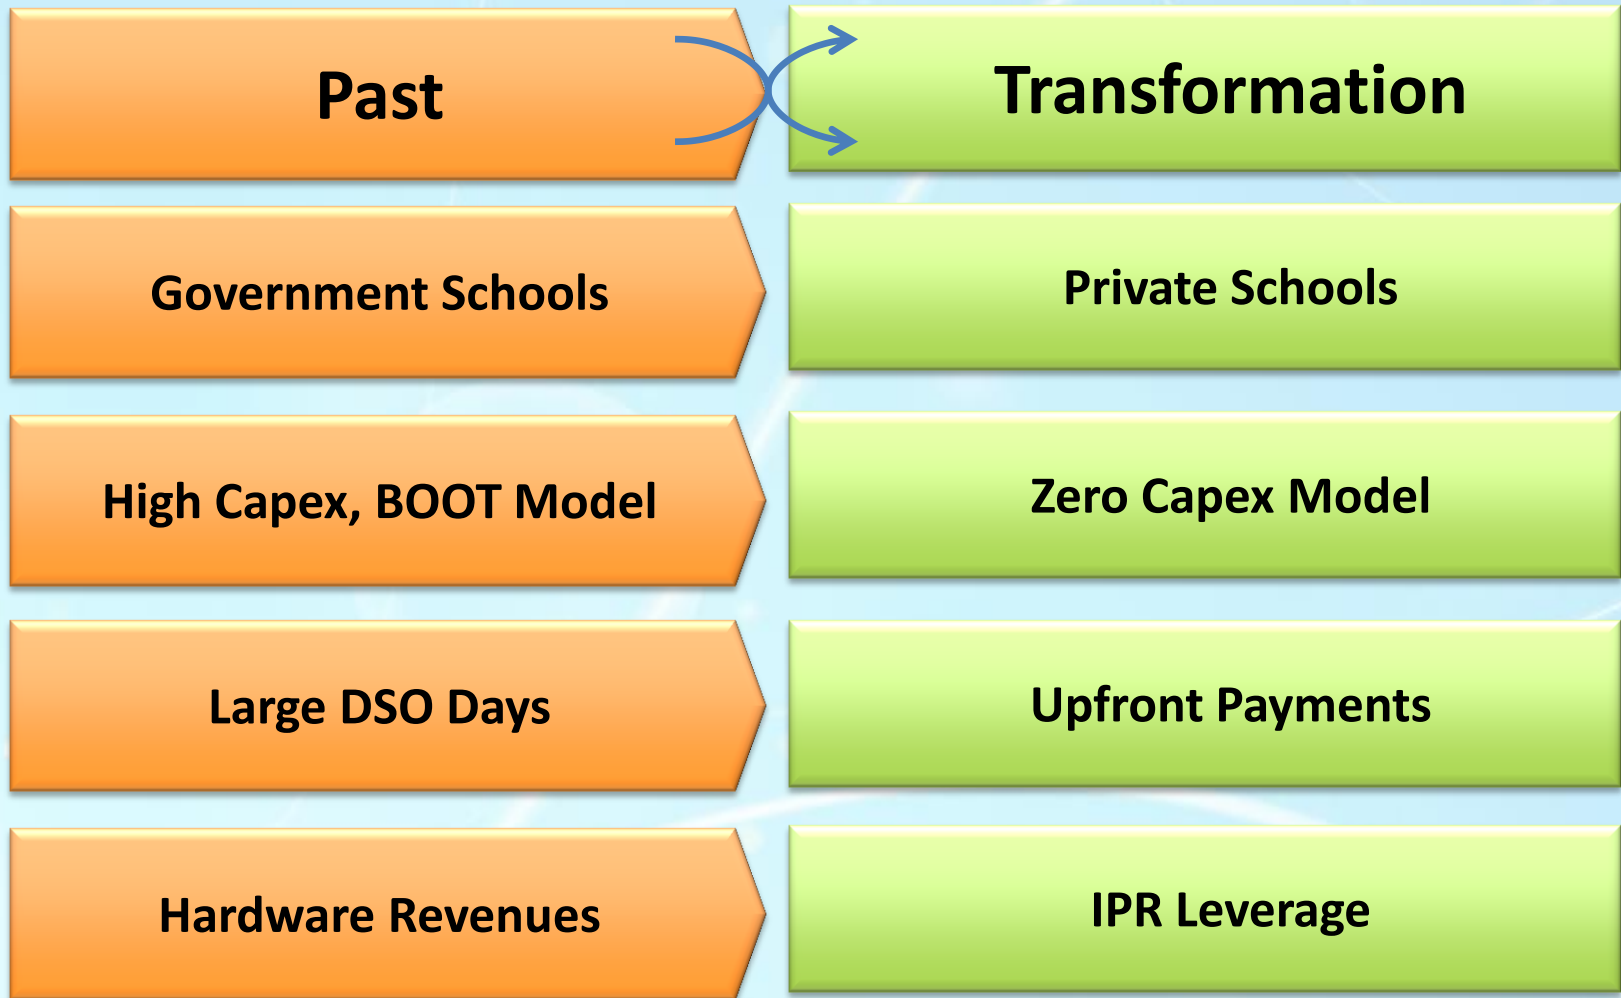 Past
Transformation
Government Schools
Private Schools
High Capex, BOOT Model
Zero Capex Model
Large DSO Days
Upfront Payments
Hardware Revenues
IPR Leverage